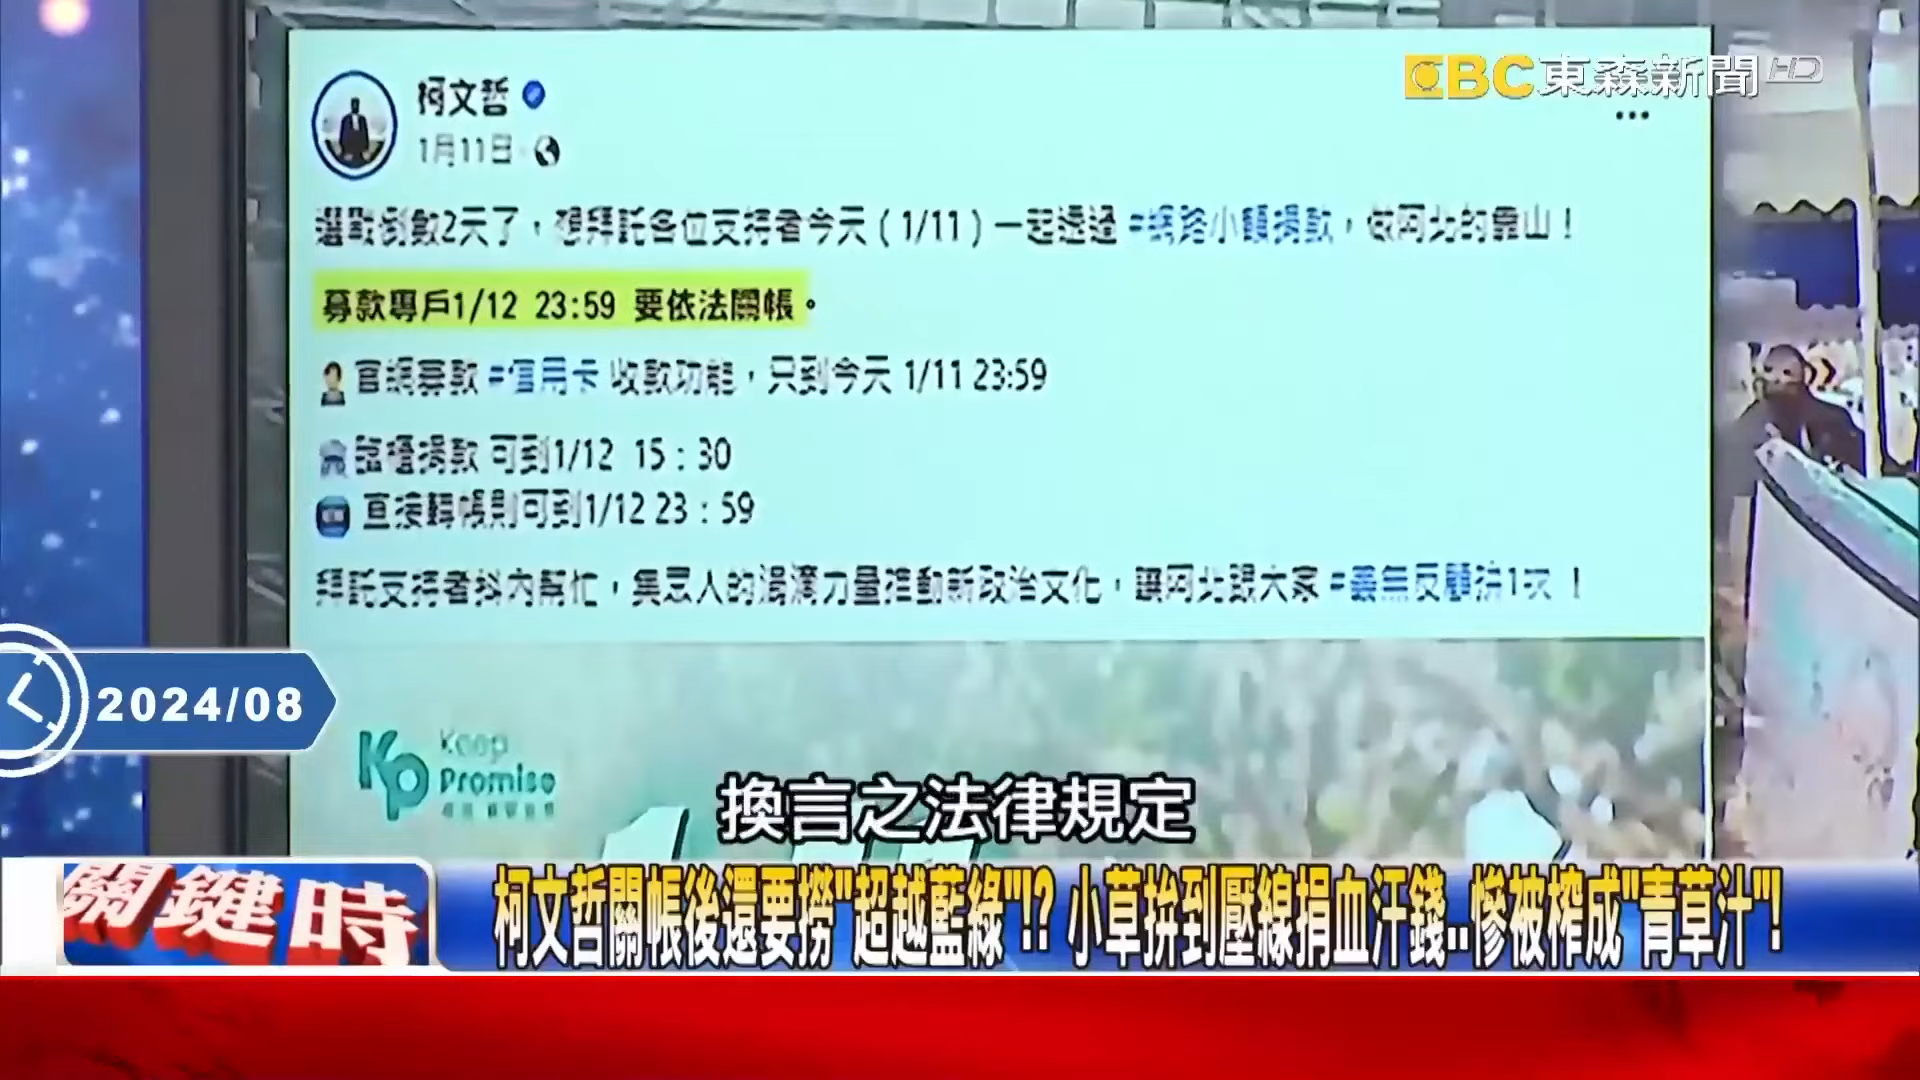 EBC 東森新聞 HD
柯文哲
1月11日
選戰倒數2天了，想拜託各位支持者今天（1/11）一起透過 #網路小額捐款，做阿北的靠山！
募款專戶1/12 23:59 要依法關帳。
官網募款 #信用卡 收款功能，只到今天 1/11 23:59
臨櫃捐款 可到1/12 15：30
直接轉帳則可到1/12 23：59
拜託支持者抖內幫忙，集眾人的涓滴力量推動新政治文化，讓阿北跟大家 #義無反顧拚1次 ！
2024/08
KP Keep
Promise
換言之法律規定
關鍵時
柯文哲關帳後還要撈"超越藍綠"!? 小草拚到壓線捐血汗錢..慘被榨成"青草汁"!